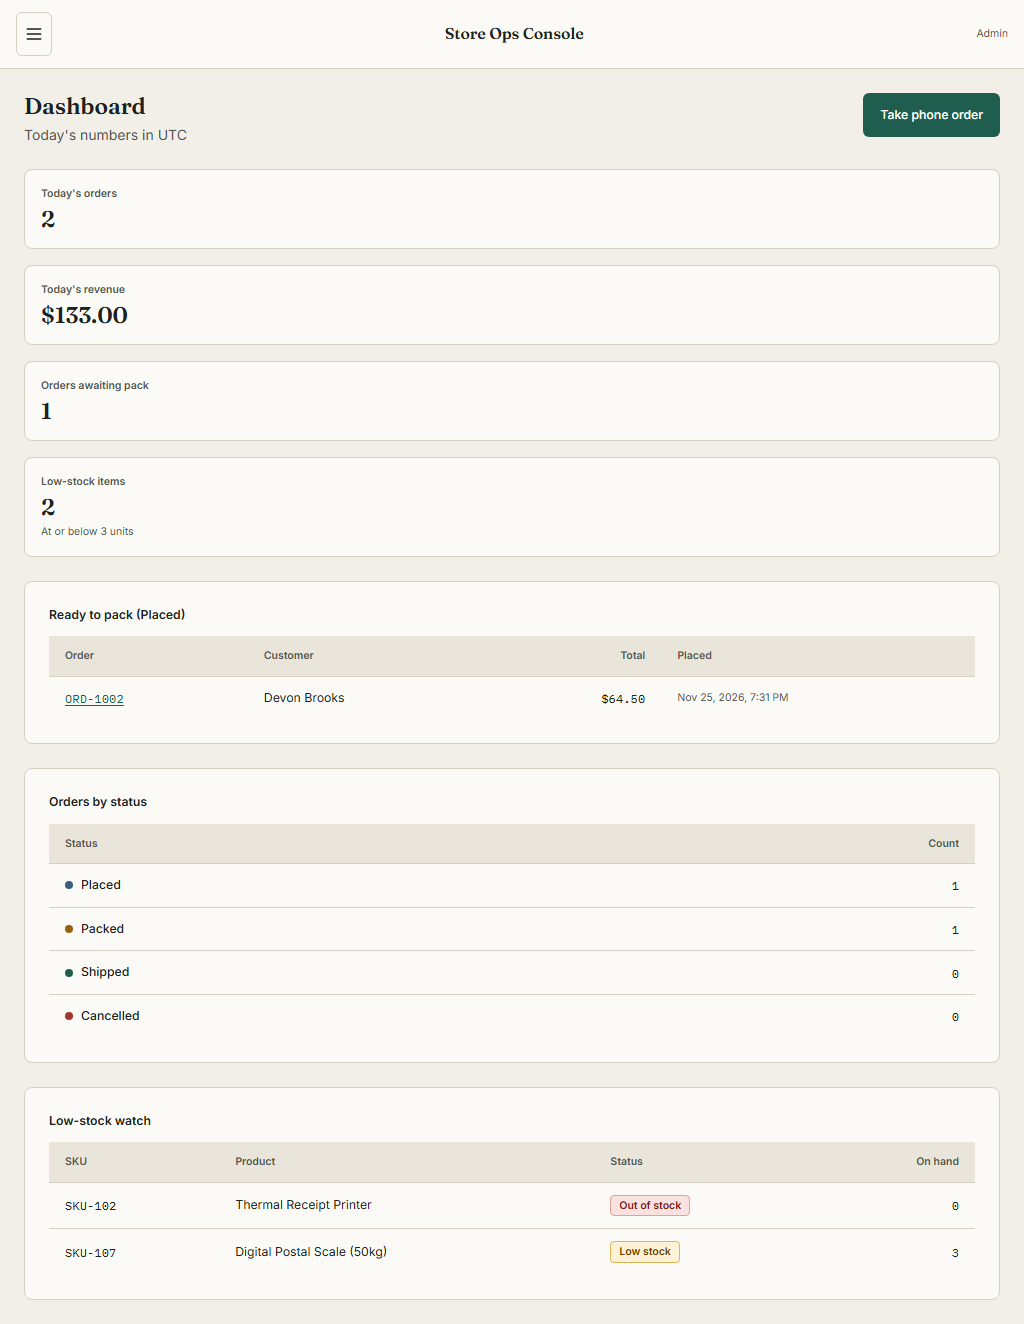 Store Ops Console
Admin
Dashboard
Today's numbers in UTC
Take phone order
Today's orders
2
Today's revenue
$133.00
Orders awaiting pack
1
Low-stock items
2
At or below 3 units
Ready to pack (Placed)
Order Customer Total Placed
ORD-1002 Devon Brooks $64.50 Nov 25, 2026, 7:31 PM
Orders by status
Status Count
Placed 1
Packed 1
Shipped 0
Cancelled 0
Low-stock watch
SKU Product Status On hand
SKU-102 Thermal Receipt Printer Out of stock 0
SKU-107 Digital Postal Scale (50kg) Low stock 3